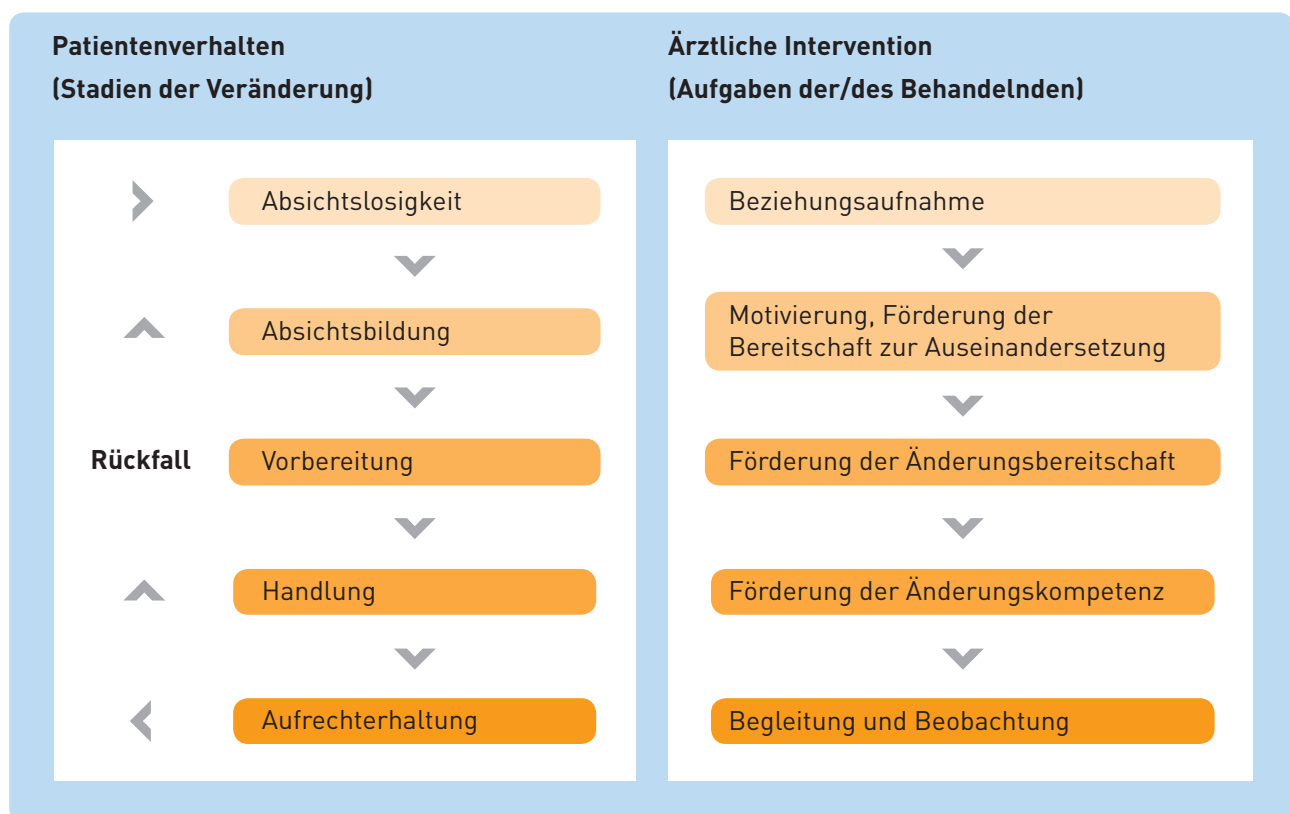 Patientenverhalten
(Stadien der Veränderung)
Absichtslosigkeit
Absichtsbildung
Rückfall
Vorbereitung
Handlung
Aufrechterhaltung
Ärztliche Intervention
(Aufgaben der/des Behandelnden)
Beziehungsaufnahme
Motivierung, Förderung der
Bereitschaft zur Auseinandersetzung
Förderung der Änderungsbereitschaft
Förderung der Änderungskompetenz
Begleitung und Beobachtung